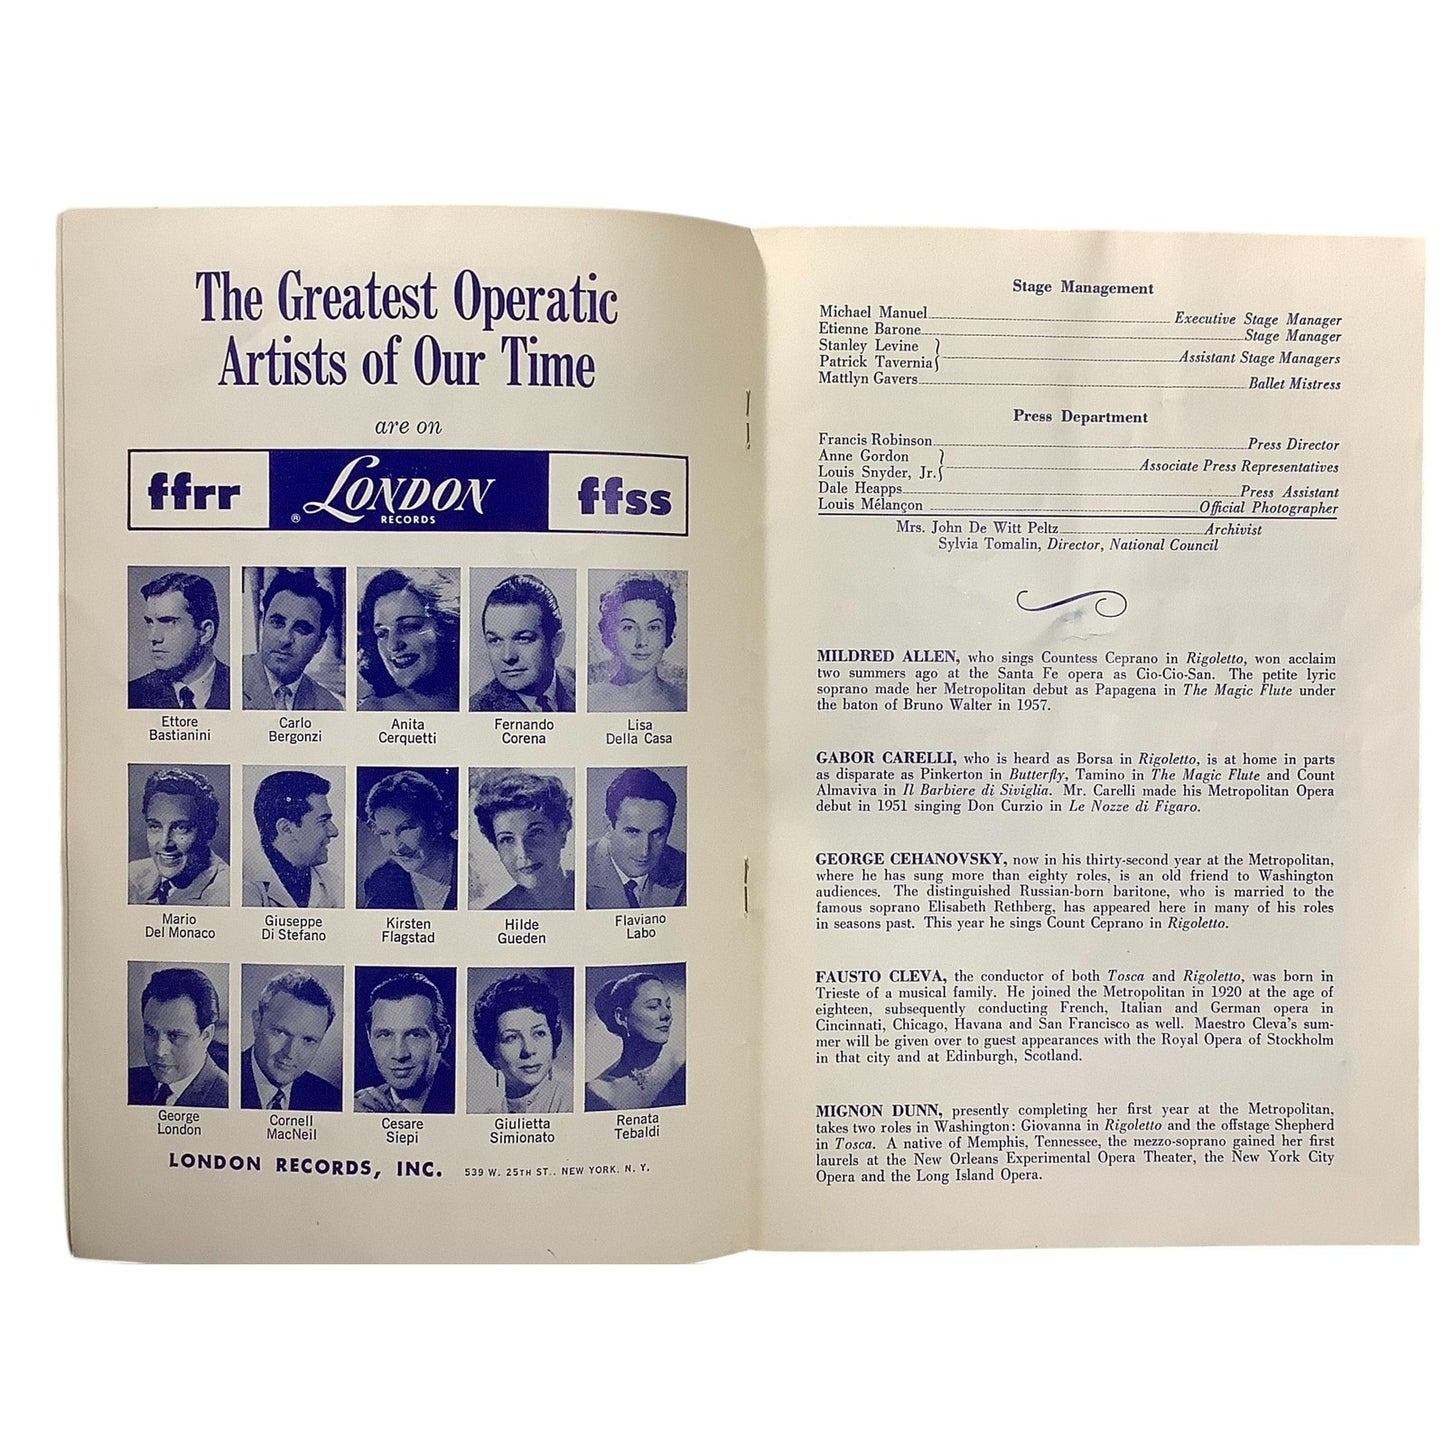 The Greatest Operatic
Artists of Our Time
are on
ffrr
LONDON
® RECORDS
ffss
Ettore
Bastianini
Carlo
Bergonzi
Anita
Cerquetti
Fernando
Corena
Lisa
Della Casa
Mario
Del Monaco
Giuseppe
Di Stefano
Kirsten
Flagstad
Hilde
Gueden
Flaviano
Labo
George
London
Cornell
MacNeil
Cesare
Siepi
Giulietta
Simionato
Renata
Tebaldi
LONDON RECORDS, INC. 539 W. 25TH ST., NEW YORK, N. Y.
Stage Management
Michael Manuel Executive Stage Manager
Etienne Barone Stage Manager
Stanley Levine
Patrick Tavernia Assistant Stage Managers
Mattlyn Gavers Ballet Mistress
Press Department
Francis Robinson Press Director
Anne Gordon
Louis Snyder, Jr. Associate Press Representatives
Dale Heapps Press Assistant
Louis Mélançon Official Photographer
Mrs. John De Witt Peltz Archivist
Sylvia Tomalin, Director, National Council
MILDRED ALLEN, who sings Countess Ceprano in Rigoletto, won acclaim
two summers ago at the Santa Fe opera as Cio-Cio-San. The petite lyric
soprano made her Metropolitan debut as Papagena in The Magic Flute under
the baton of Bruno Walter in 1957.
GABOR CARELLI, who is heard as Borsa in Rigoletto, is at home in parts
as disparate as Pinkerton in Butterfly, Tamino in The Magic Flute and Count
Almaviva in Il Barbiere di Siviglia. Mr. Carelli made his Metropolitan Opera
debut in 1951 singing Don Curzio in Le Nozze di Figaro.
GEORGE CEHANOVSKY, now in his thirty-second year at the Metropolitan,
where he has sung more than eighty roles, is an old friend to Washington
audiences. The distinguished Russian-born baritone, who is married to the
famous soprano Elisabeth Rethberg, has appeared here in many of his roles
in seasons past. This year he sings Count Ceprano in Rigoletto.
FAUSTO CLEVA, the conductor of both Tosca and Rigoletto, was born in
Trieste of a musical family. He joined the Metropolitan in 1920 at the age of
eighteen, subsequently conducting French, Italian and German opera in
Cincinnati, Chicago, Havana and San Francisco as well. Maestro Cleva's sum-
mer will be given over to guest appearances with the Royal Opera of Stockholm
in that city and at Edinburgh, Scotland.
MIGNON DUNN, presently completing her first year at the Metropolitan,
takes two roles in Washington: Giovanna in Rigoletto and the offstage Shepherd
in Tosca. A native of Memphis, Tennessee, the mezzo-soprano gained her first
laurels at the New Orleans Experimental Opera Theater, the New York City
Opera and the Long Island Opera.